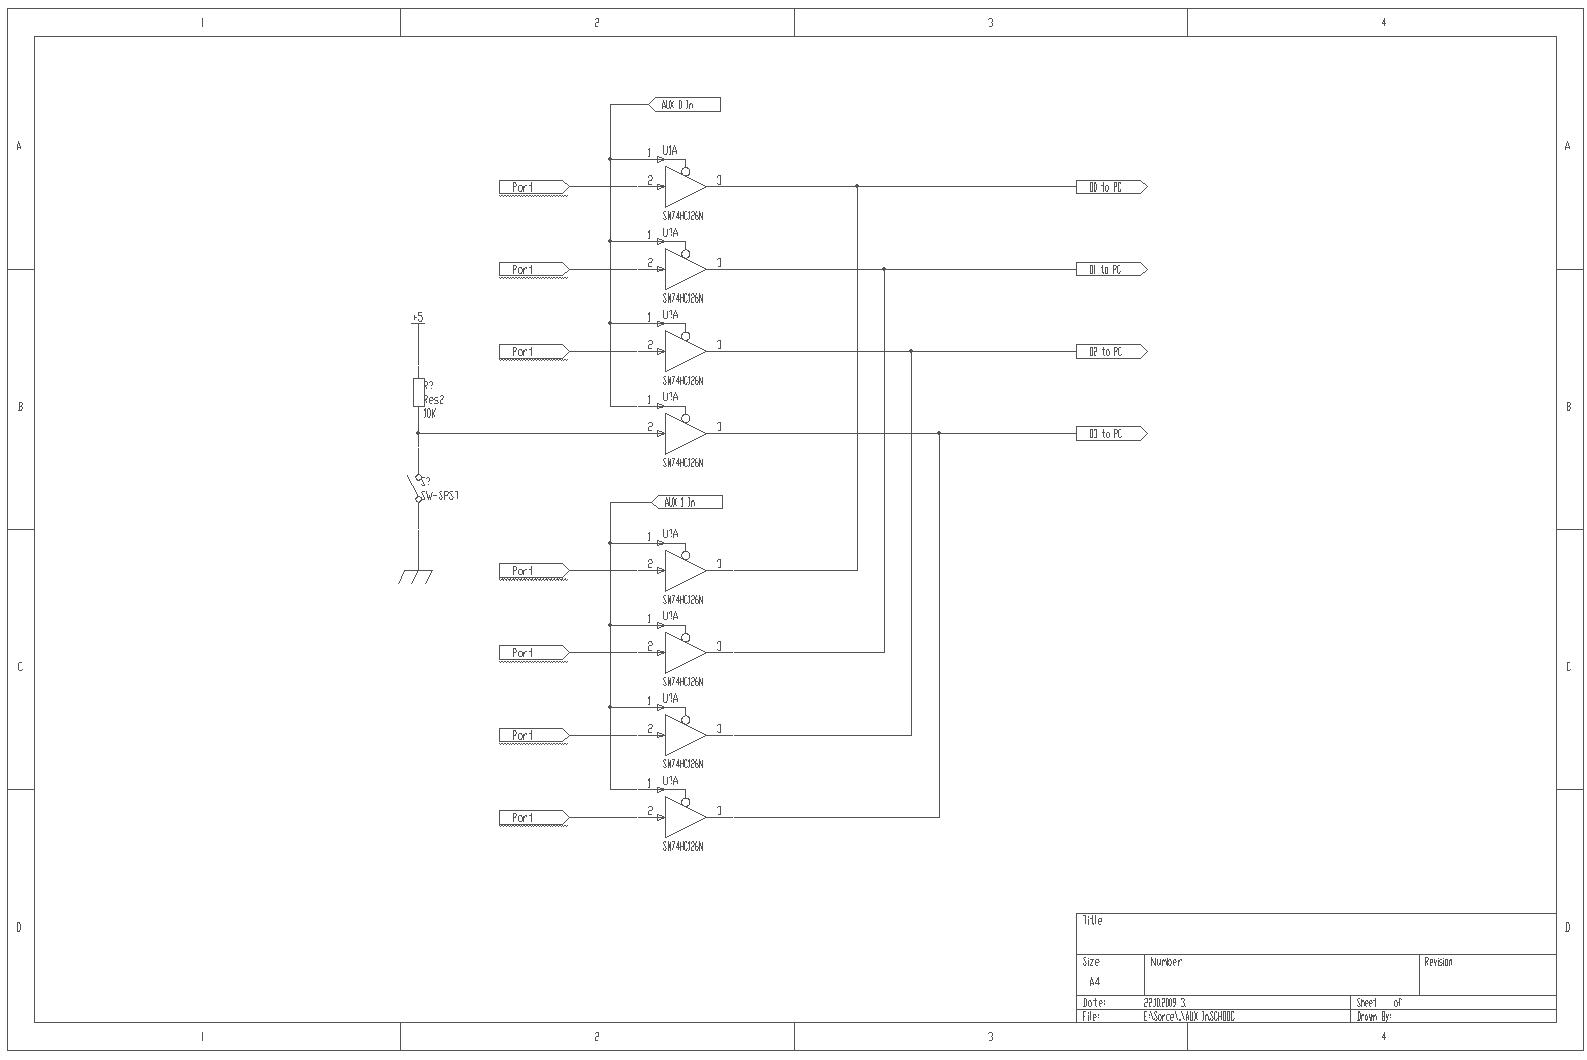 1 2 3 4
A A
AUX 0 In
1 U1A
Port 2 3 D0 to PC
SN74HC126N
1 U1A
Port 2 3 D1 to PC
SN74HC126N
+5
1 U1A
Port 2 3 D2 to PC
SN74HC126N
R?
Res2
10K
B B
1 U1A
2 3 D3 to PC
SN74HC126N
S?
SW-SPST
AUX 1 In
1 U1A
Port 2 3
SN74HC126N
1 U1A
Port 2 3
SN74HC126N
C C
1 U1A
Port 2 3
SN74HC126N
1 U1A
Port 2 3
SN74HC126N
D D
Title
Size Number Revision
A4
Date: 22.10.2009 3. Sheet of
File: E:\Sorce\..\AUX In.SCHDOC Drawn By:
1 2 3 4